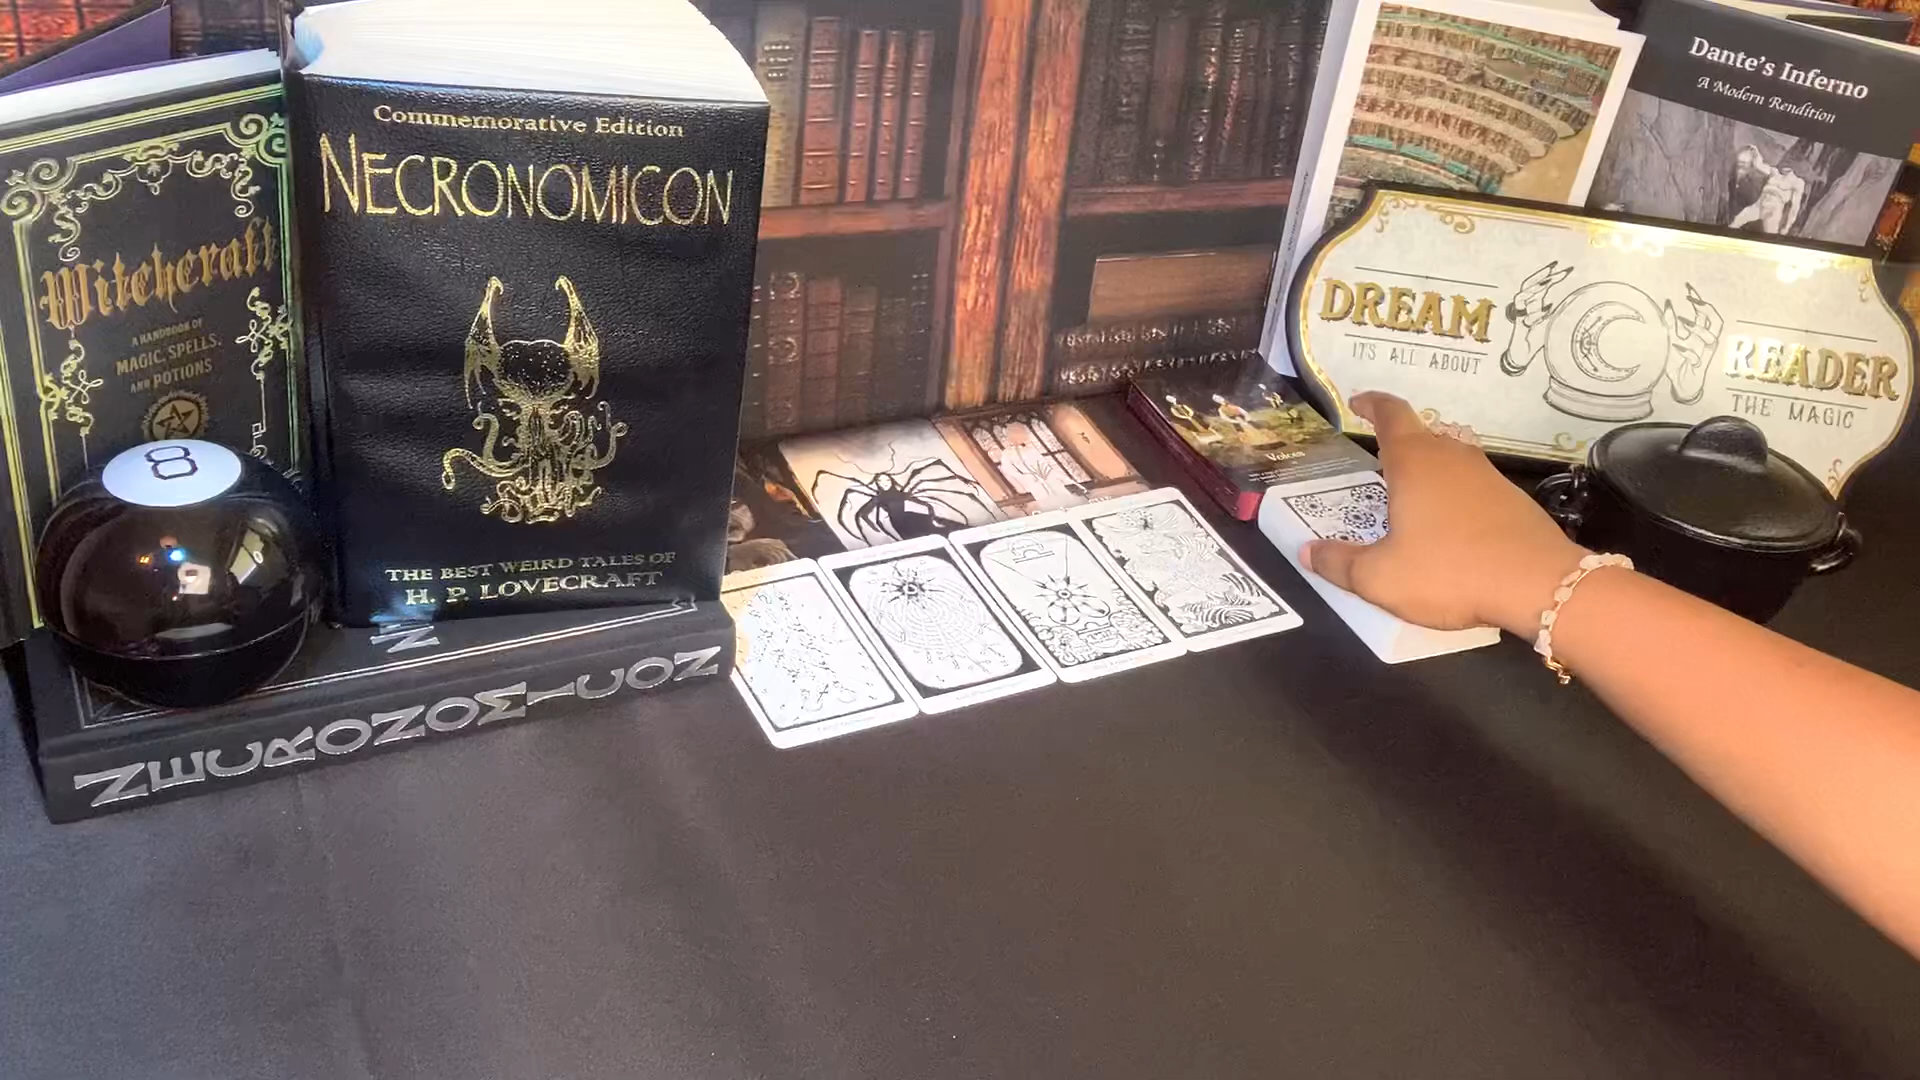 Witchcraft
A HANDBOOK OF
MAGIC, SPELLS,
AND POTIONS
8
Commemorative Edition
NECRONOMICON
THE BEST WEIRD TALES OF
H. P. LOVECRAFT
NECRONOMICON
Voices
Dante's Inferno
A Modern Rendition
DREAM
IT'S ALL ABOUT
READER
THE MAGIC